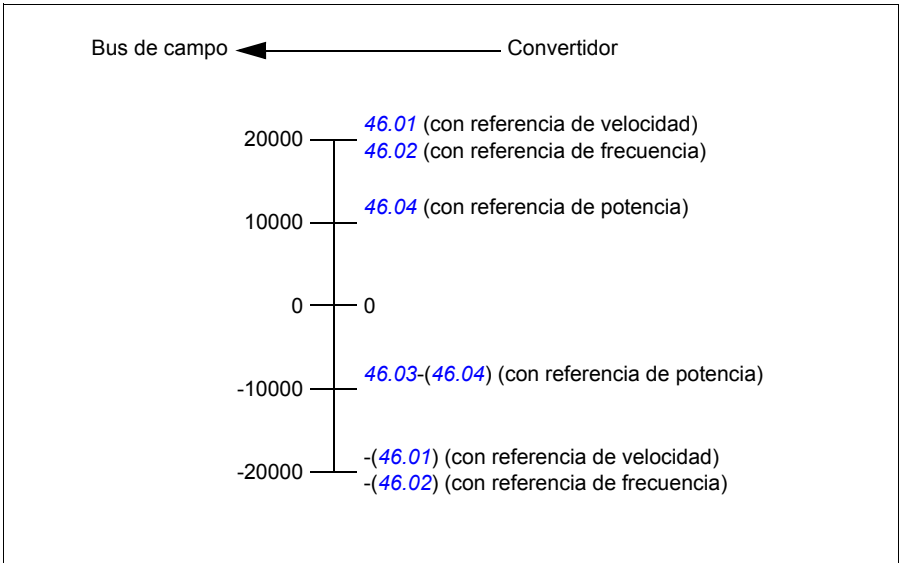 Bus de campo Convertidor
46.01 (con referencia de velocidad)
20000
46.02 (con referencia de frecuencia)
46.04 (con referencia de potencia)
10000
0 0
46.03-(46.04) (con referencia de potencia)
-10000
-(46.01) (con referencia de velocidad)
-20000
-(46.02) (con referencia de frecuencia)